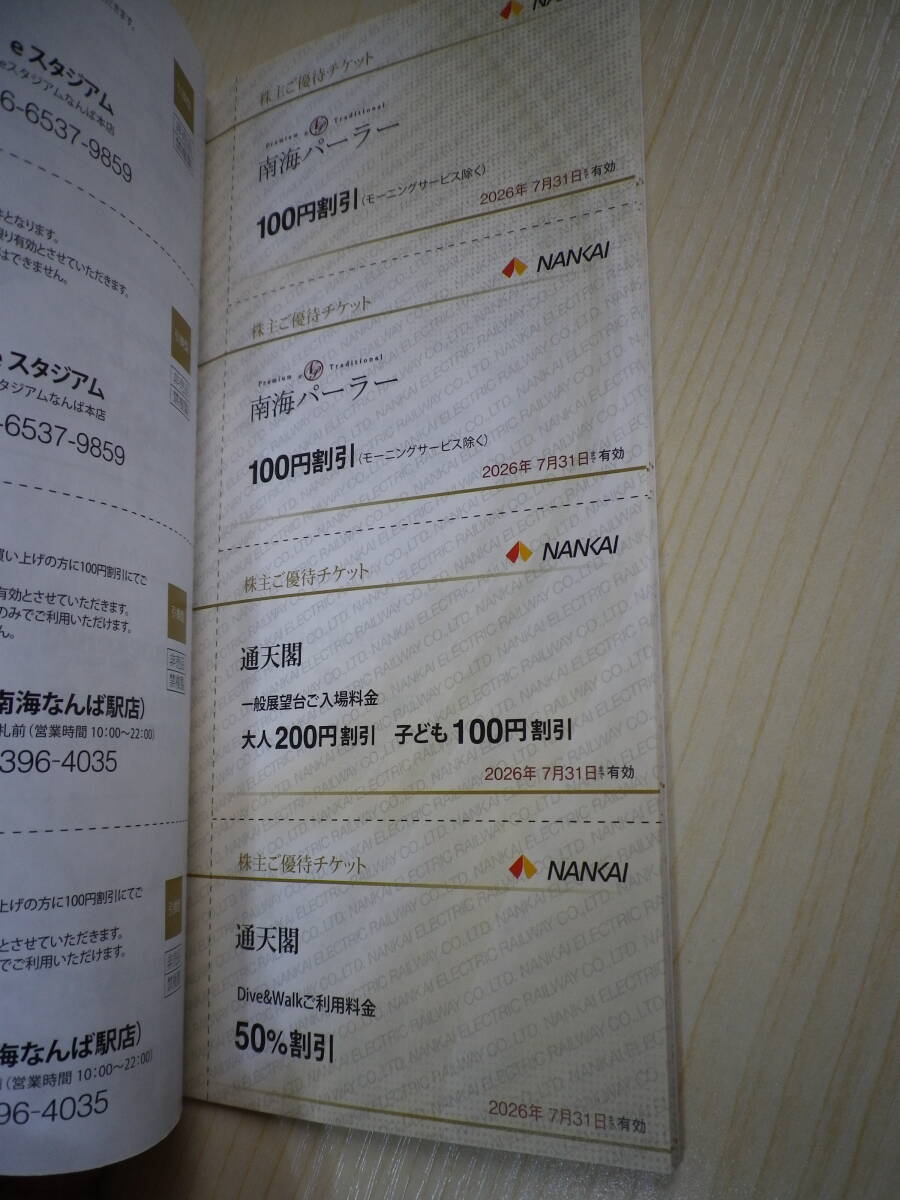 eスタジアム
eスタジアムなんば本店
6-6537-9859
となります。
限り有効とさせていただきます。
はできません。
eスタジアム
タジアムなんば本店
-6537-9859
買い上げの方に100円割引にてご
有効とさせていただきます。
のみでご利用いただけます。
ん。
南海なんば駅店)
札前(営業時間 10:00〜22:00)
396-4035
上げの方に100円割引にてご
とさせていただきます。
でご利用いただけます。
海なんば駅店)
(営業時間 10:00〜22:00)
96-4035
NANKAI
株主ご優待チケット
Premium & Traditional
南海パーラー
100円割引(モーニングサービス除く)
2026年 7月31日まで有効
NANKAI
株主ご優待チケット
Premium & Traditional
南海パーラー
100円割引(モーニングサービス除く)
2026年 7月31日まで有効
NANKAI
株主ご優待チケット
通天閣
一般展望台ご入場料金
大人200円割引 子ども100円割引
2026年 7月31日まで有効
NANKAI
株主ご優待チケット
通天閣
Dive&Walkご利用料金
50%割引
2026年 7月31日まで有効
NANKAI ELECTRIC RAILWAY CO.,LTD.